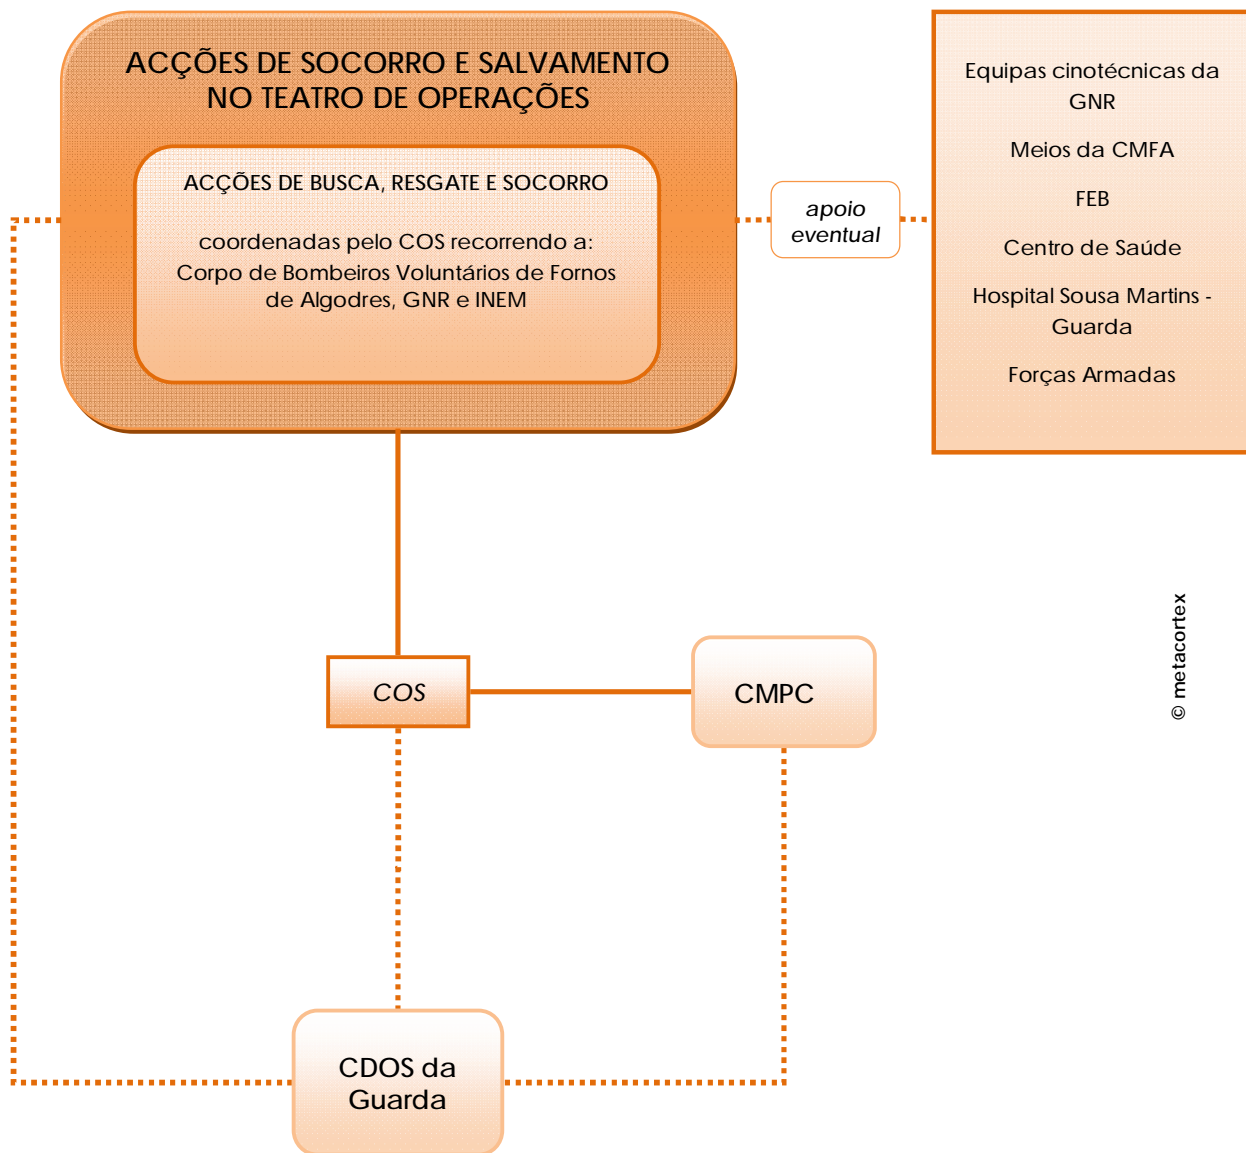 ACÇÕES DE SOCORRO E SALVAMENTO
NO TEATRO DE OPERAÇÕES
ACÇÕES DE BUSCA, RESGATE E SOCORRO
coordenadas pelo COS recorrendo a:
Corpo de Bombeiros Voluntários de Fornos
de Algodres, GNR e INEM
apoio
eventual
Equipas cinotécnicas da
GNR
Meios da CMFA
FEB
Centro de Saúde
Hospital Sousa Martins -
Guarda
Forças Armadas
COS
CMPC
CDOS da
Guarda
© metacortex